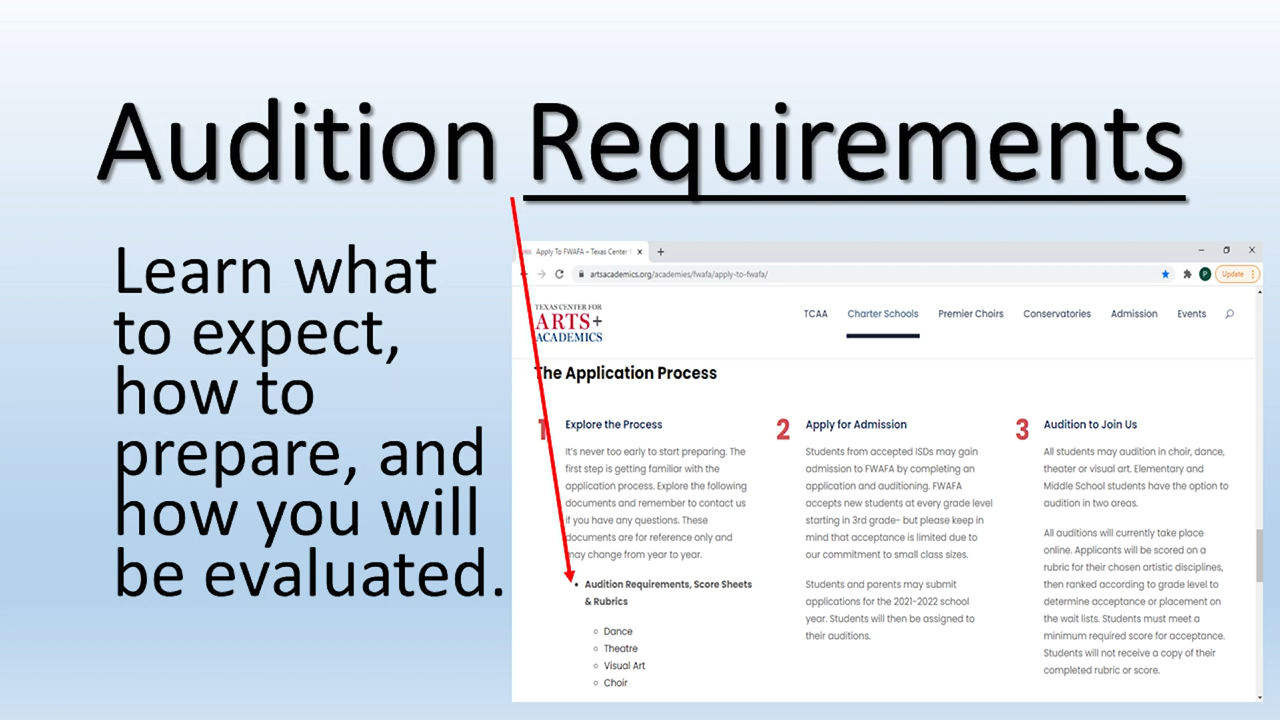 Audition Requirements
Learn what
to expect,
how to
prepare, and
how you will
be evaluated.
Apply To FWAFA – Texas Center
artsacademics.org/academies/fwafa/apply-to-fwafa/
P
Update
TEXAS CENTER FOR
ARTS+
ACADEMICS
TCAA Charter Schools Premier Choirs Conservatories Admission Events
The Application Process
1 Explore the Process
It's never too early to start preparing. The
first step is getting familiar with the
application process. Explore the following
documents and remember to contact us
if you have any questions. These
documents are for reference only and
may change from year to year.
• Audition Requirements, Score Sheets
& Rubrics
○ Dance
○ Theatre
○ Visual Art
○ Choir
2 Apply for Admission
Students from accepted ISDs may gain
admission to FWAFA by completing an
application and auditioning. FWAFA
accepts new students at every grade level
starting in 3rd grade- but please keep in
mind that acceptance is limited due to
our commitment to small class sizes.
Students and parents may submit
applications for the 2021-2022 school
year. Students will then be assigned to
their auditions.
3 Audition to Join Us
All students may audition in choir, dance,
theater or visual art. Elementary and
Middle School students have the option to
audition in two areas.
All auditions will currently take place
online. Applicants will be scored on a
rubric for their chosen artistic disciplines,
then ranked according to grade level to
determine acceptance or placement on
the wait lists. Students must meet a
minimum required score for acceptance.
Students will not receive a copy of their
completed rubric or score.